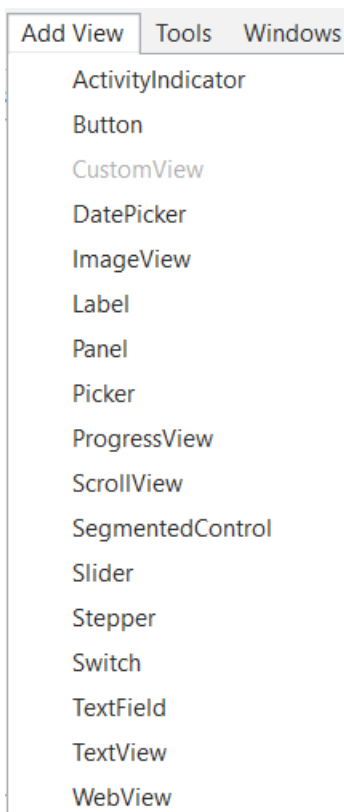 Add View Tools Windows
ActivityIndicator
Button
CustomView
DatePicker
ImageView
Label
Panel
Picker
ProgressView
ScrollView
SegmentedControl
Slider
Stepper
Switch
TextField
TextView
WebView